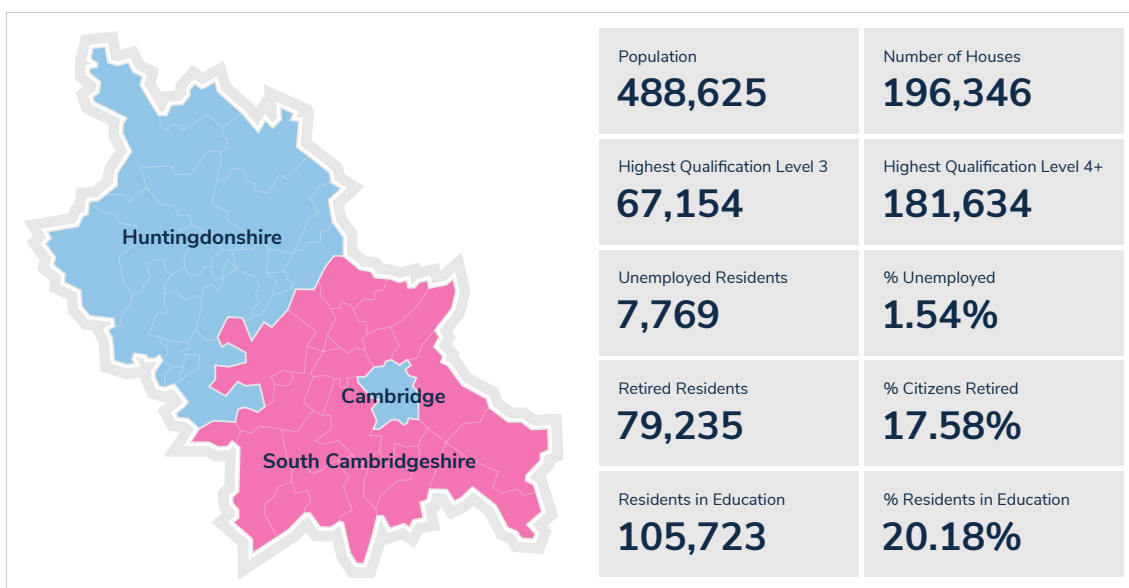 Huntingdonshire
Cambridge
South Cambridgeshire
Population
488,625
Number of Houses
196,346
Highest Qualification Level 3
67,154
Highest Qualification Level 4+
181,634
Unemployed Residents
7,769
% Unemployed
1.54%
Retired Residents
79,235
% Citizens Retired
17.58%
Residents in Education
105,723
% Residents in Education
20.18%